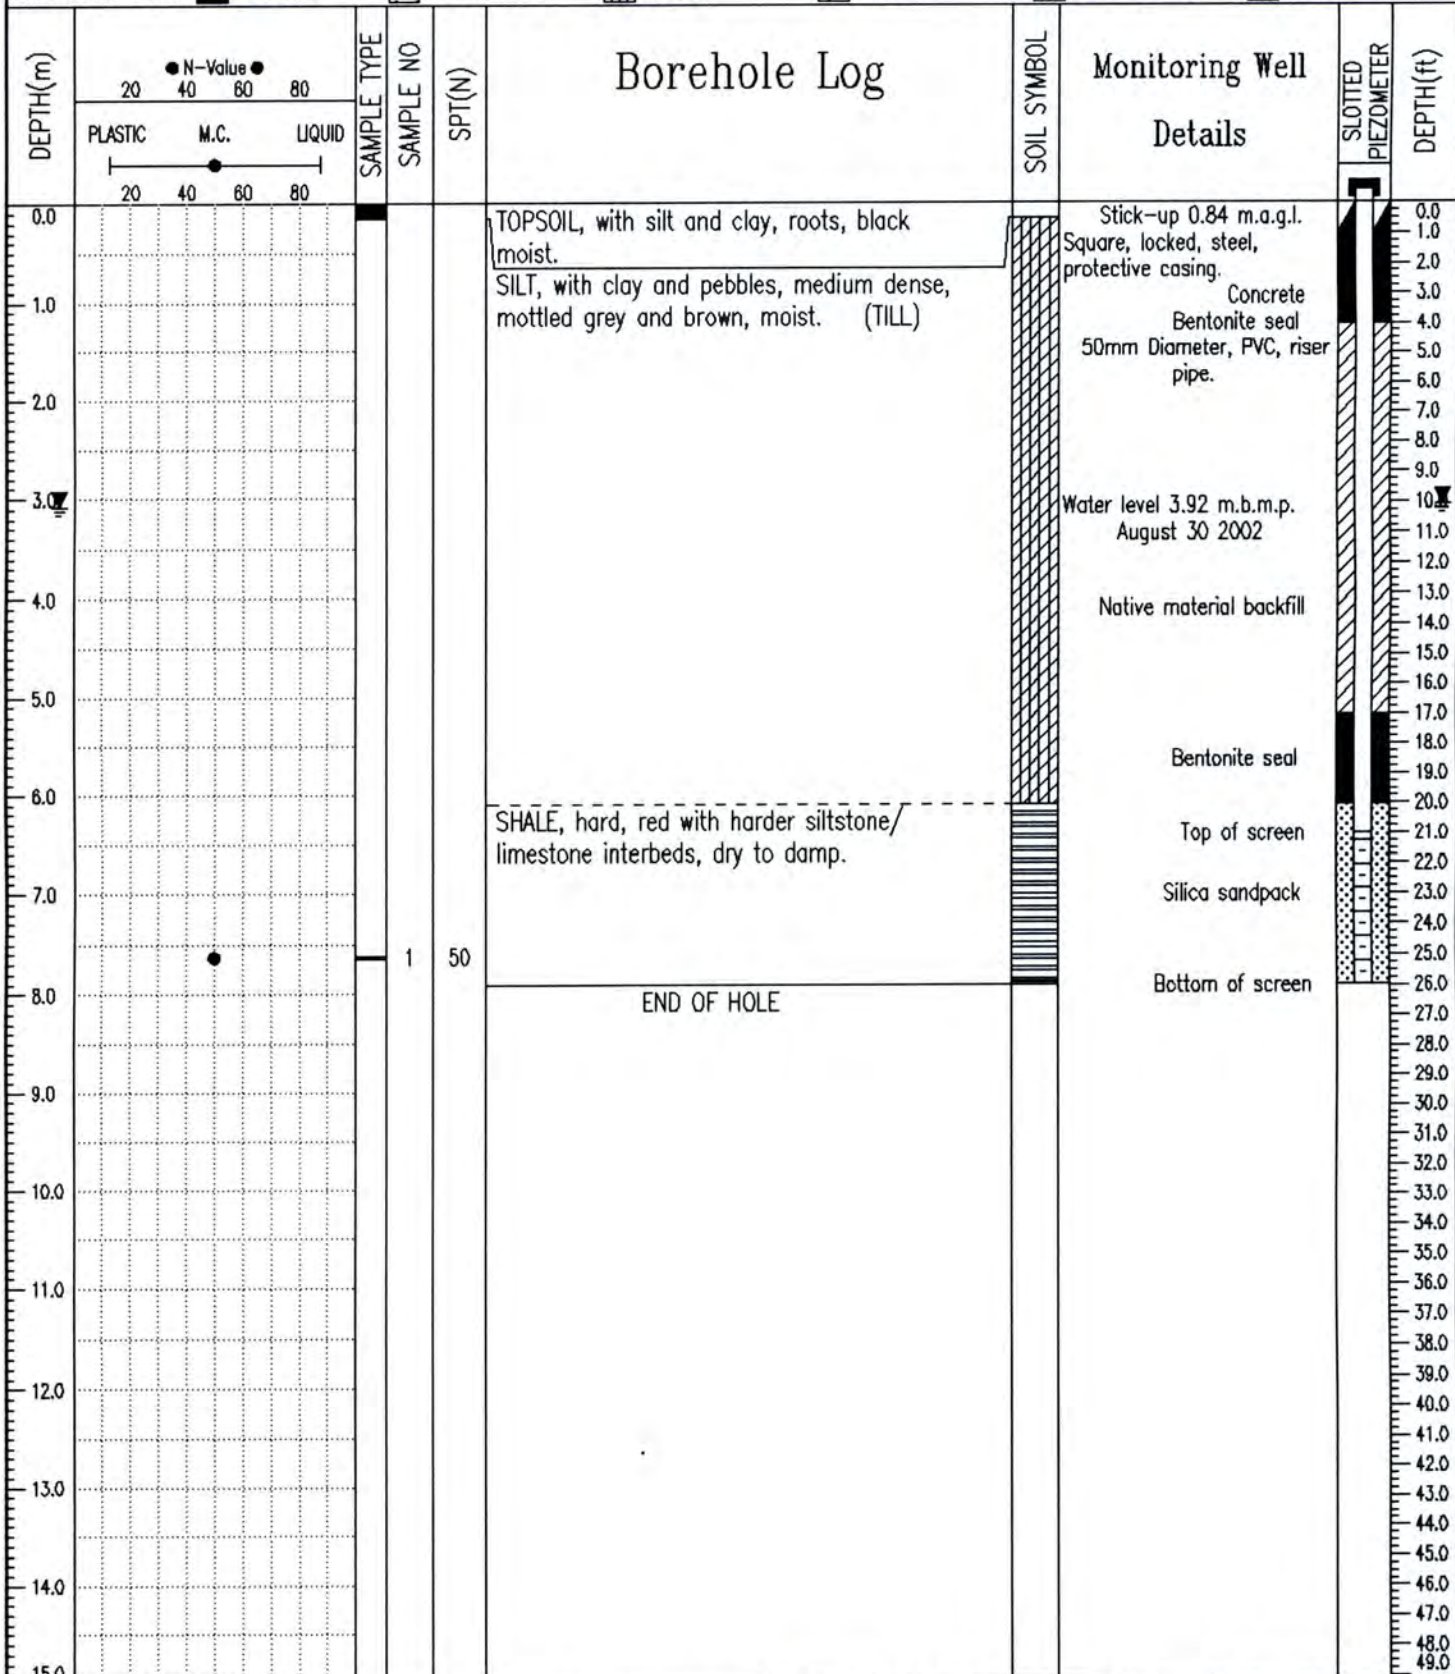 DEPTH(m)
● N-Value ●
20 40 60 80
PLASTIC M.C. LIQUID
20 40 60 80
SAMPLE TYPE
SAMPLE NO
SPT(N)
Borehole Log
SOIL SYMBOL
Monitoring Well
Details
SLOTTED
PIEZOMETER
DEPTH(ft)
0.0
1.0
2.0
3.0
4.0
5.0
6.0
7.0
8.0
9.0
10.0
11.0
12.0
13.0
14.0
15.0
1 50
TOPSOIL, with silt and clay, roots, black
moist.
SILT, with clay and pebbles, medium dense,
mottled grey and brown, moist. (TILL)
SHALE, hard, red with harder siltstone/
limestone interbeds, dry to damp.
END OF HOLE
Stick-up 0.84 m.a.g.l.
Square, locked, steel,
protective casing.
Concrete
Bentonite seal
50mm Diameter, PVC, riser
pipe.
Water level 3.92 m.b.m.p.
August 30 2002
Native material backfill
Bentonite seal
Top of screen
Silica sandpack
Bottom of screen
0.0
1.0
2.0
3.0
4.0
5.0
6.0
7.0
8.0
9.0
10
11.0
12.0
13.0
14.0
15.0
16.0
17.0
18.0
19.0
20.0
21.0
22.0
23.0
24.0
25.0
26.0
27.0
28.0
29.0
30.0
31.0
32.0
33.0
34.0
35.0
36.0
37.0
38.0
39.0
40.0
41.0
42.0
43.0
44.0
45.0
46.0
47.0
48.0
49.0